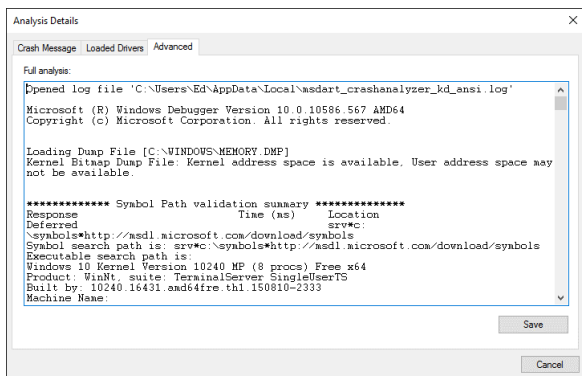 Analysis Details
Crash Message Loaded Drivers Advanced
Full analysis:
Opened log file 'C:\Users\Ed\AppData\Local\msdart_crashanalyzer_kd_ansi.log'
Microsoft (R) Windows Debugger Version 10.0.10586.567 AMD64
Copyright (c) Microsoft Corporation. All rights reserved.
Loading Dump File [C:\WINDOWS\MEMORY.DMP]
Kernel Bitmap Dump File: Kernel address space is available, User address space may
not be available.
************* Symbol Path validation summary **************
Response Time (ms) Location
Deferred srv*c:
\symbols*http://msdl.microsoft.com/download/symbols
Symbol search path is: srv*c:\symbols*http://msdl.microsoft.com/download/symbols
Executable search path is:
Windows 10 Kernel Version 10240 MP (8 procs) Free x64
Product: WinNt, suite: TerminalServer SingleUserTS
Built by: 10240.16431.amd64fre.th1.150810-2333
Machine Name:
Save
Cancel